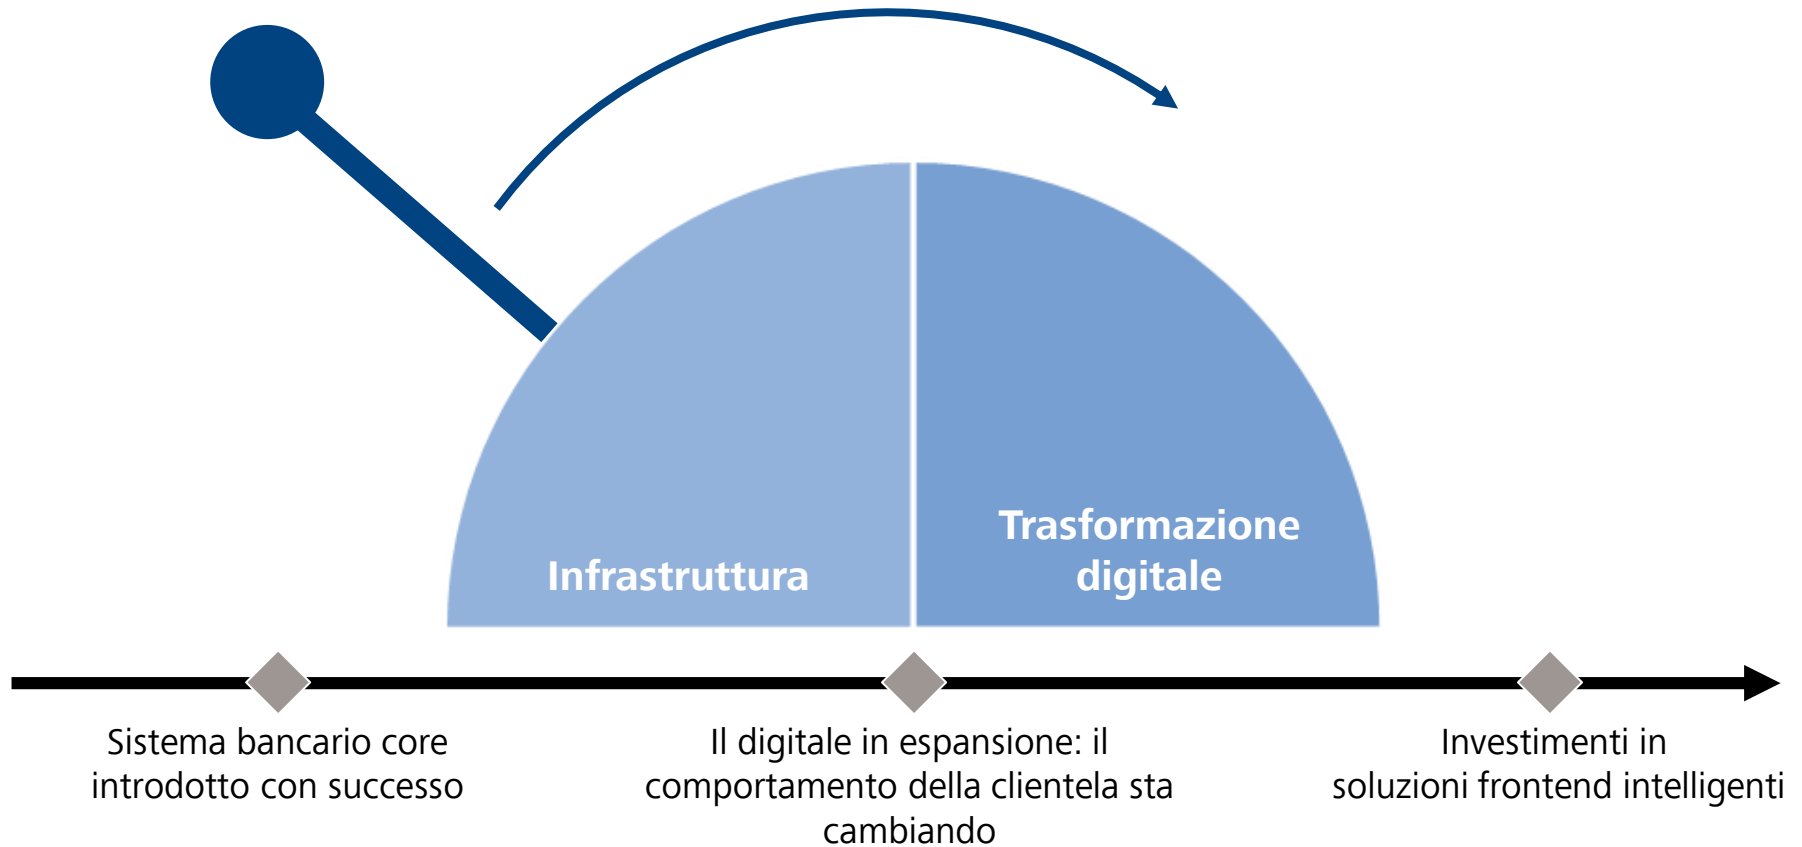 Infrastruttura
Trasformazione
digitale
Sistema bancario core
introdotto con successo
Il digitale in espansione: il
comportamento della clientela sta
cambiando
Investimenti in
soluzioni frontend intelligenti